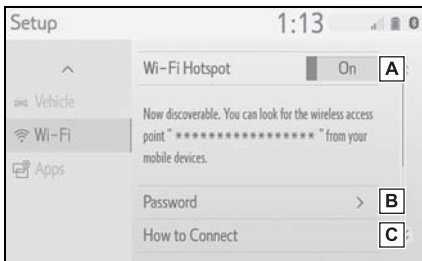 Setup
1:13
Wi-Fi Hotspot
On
A
Vehicle
Now discoverable. You can look for the wireless access
Wi-Fi
point " ***************** " from your
mobile devices.
Apps
Password
>
B
How to Connect
C